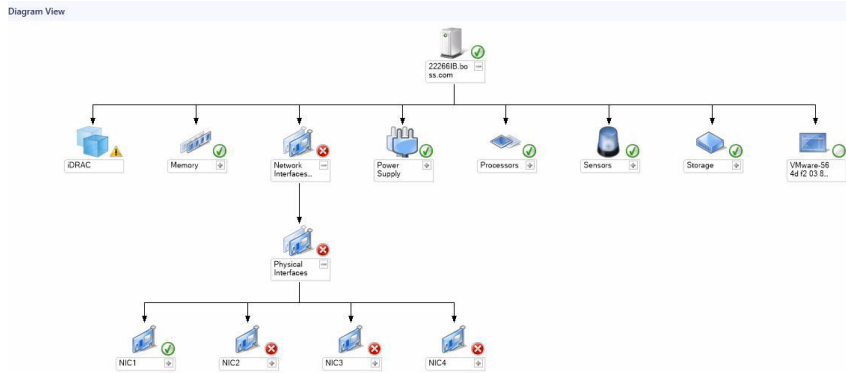 Diagram View
22266IB.bo
ss.com
iDRAC
Memory
Network
Interfaces...
Power
Supply
Processors
Sensors
Storage
VMware-56
4d f2 03 8...
Physical
Interfaces
NIC1
NIC2
NIC3
NIC4